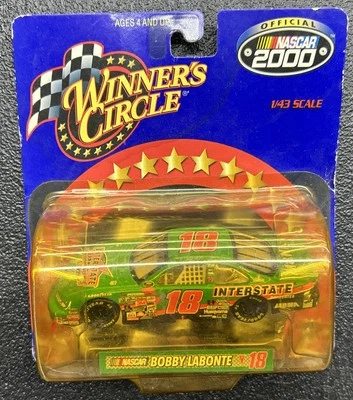 AGES 4 AND UP
OFFICIAL
NASCAR
2000
WINNER'S
CIRCLE®
1/43 SCALE
18
INTERSTATE
18
Husqvarna
NASCAR BOBBY LABONTE 18